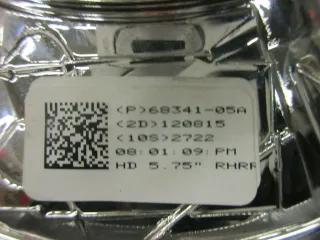 (P)68341-05A
(2D)120815
(10S)2722
08:01:09:PM
HD 5.75" RHRR